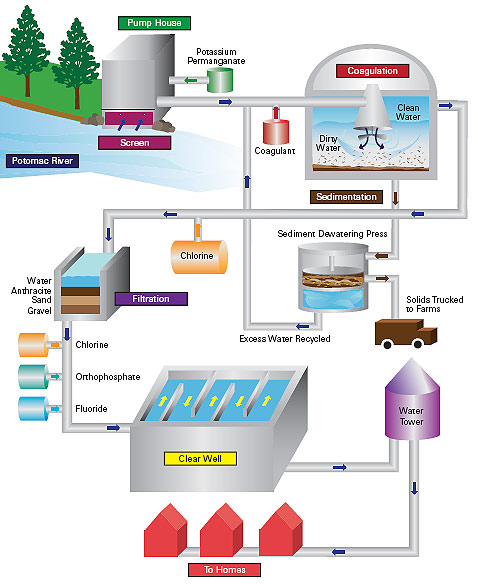 Pump House
Potassium
Permanganate
Coagulation
Clean
Water
Dirty
Water
Coagulant
Screen
Potomac River
Sedimentation
Sediment Dewatering Press
Chlorine
Water
Anthracite
Sand
Gravel
Filtration
Solids Trucked
to Farms
Excess Water Recycled
Chlorine
Orthophosphate
Fluoride
Water
Tower
Clear Well
To Homes